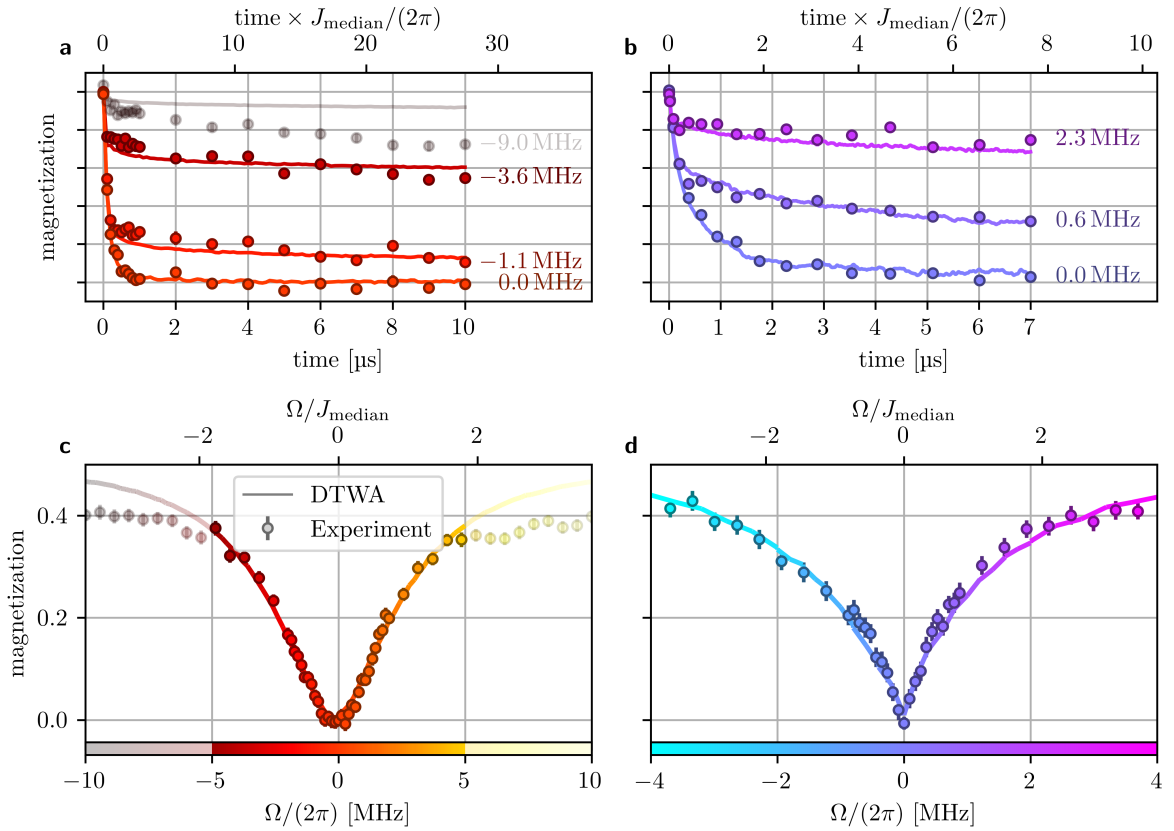 time × J_median/(2π)
time × J_median/(2π)
a
0 10 20 30
b
0 2 4 6 8 10
magnetization
−9.0 MHz
−3.6 MHz
−1.1 MHz
0.0 MHz
2.3 MHz
0.6 MHz
0.0 MHz
0 2 4 6 8 10
0 1 2 3 4 5 6 7
time [µs]
time [µs]
Ω/J_median
Ω/J_median
c
−2 0 2
d
−2 0 2
magnetization
0.4
0.2
0.0
DTWA
Experiment
−10 −5 0 5 10
−4 −2 0 2 4
Ω/(2π) [MHz]
Ω/(2π) [MHz]